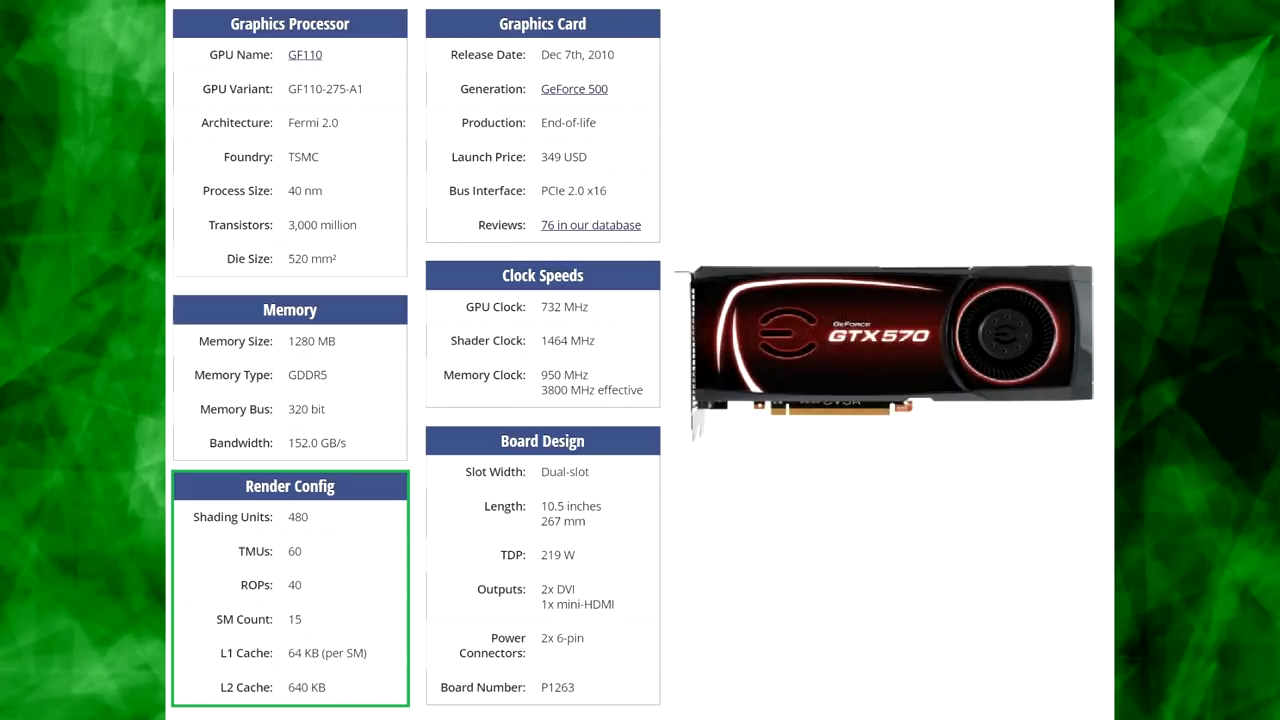 Graphics Processor
GPU Name: GF110
GPU Variant: GF110-275-A1
Architecture: Fermi 2.0
Foundry: TSMC
Process Size: 40 nm
Transistors: 3,000 million
Die Size: 520 mm²
Memory
Memory Size: 1280 MB
Memory Type: GDDR5
Memory Bus: 320 bit
Bandwidth: 152.0 GB/s
Render Config
Shading Units: 480
TMUs: 60
ROPs: 40
SM Count: 15
L1 Cache: 64 KB (per SM)
L2 Cache: 640 KB
Graphics Card
Release Date: Dec 7th, 2010
Generation: GeForce 500
Production: End-of-life
Launch Price: 349 USD
Bus Interface: PCIe 2.0 x16
Reviews: 76 in our database
Clock Speeds
GPU Clock: 732 MHz
Shader Clock: 1464 MHz
Memory Clock: 950 MHz
3800 MHz effective
Board Design
Slot Width: Dual-slot
Length: 10.5 inches
267 mm
TDP: 219 W
Outputs: 2x DVI
1x mini-HDMI
Power 2x 6-pin
Connectors:
Board Number: P1263
GEFORCE
GTX 570